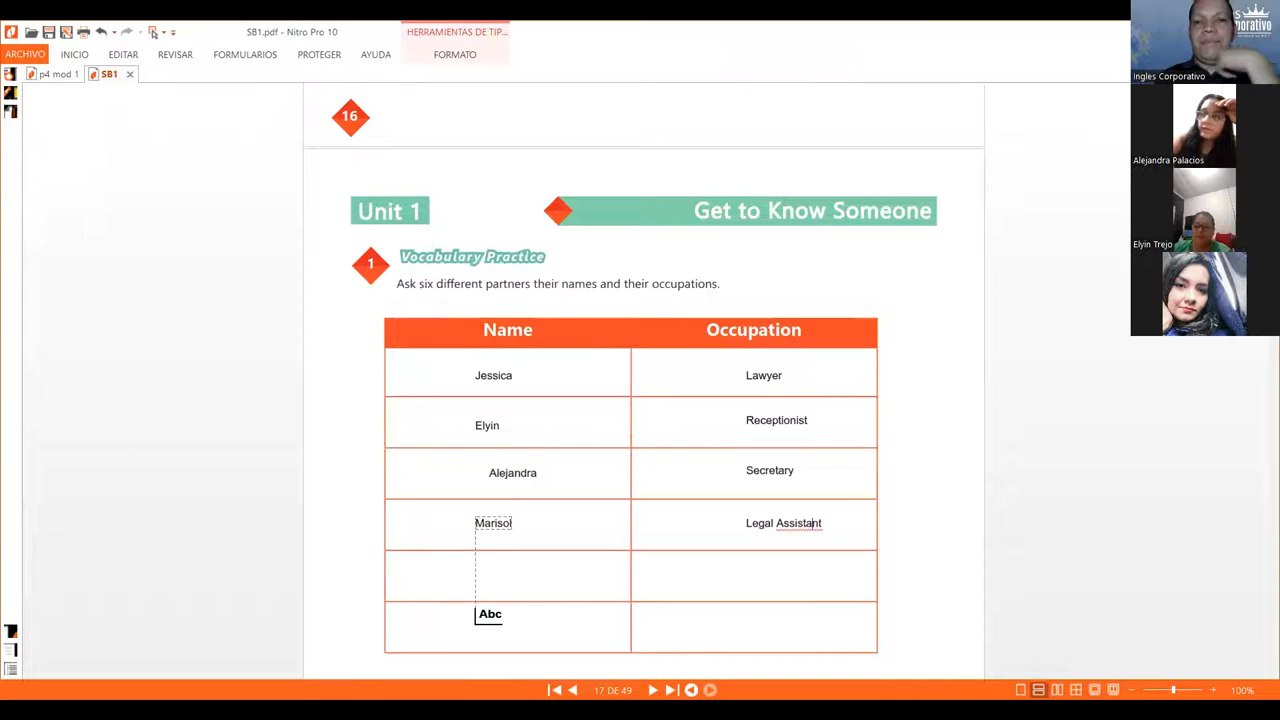 SB1.pdf - Nitro Pro 10
HERRAMIENTAS DE TIP...
ARCHIVO INICIO EDITAR REVISAR FORMULARIOS PROTEGER AYUDA FORMATO
p4 mod 1 SB1
16
Unit 1 Get to Know Someone
1 Vocabulary Practice
Ask six different partners their names and their occupations.
Name Occupation
Jessica Lawyer
Elyin Receptionist
Alejandra Secretary
Marisol Legal Assistant
Abc
17 DE 49
100%
Ingles Corporativo
Alejandra Palacios
Elyin Trejo